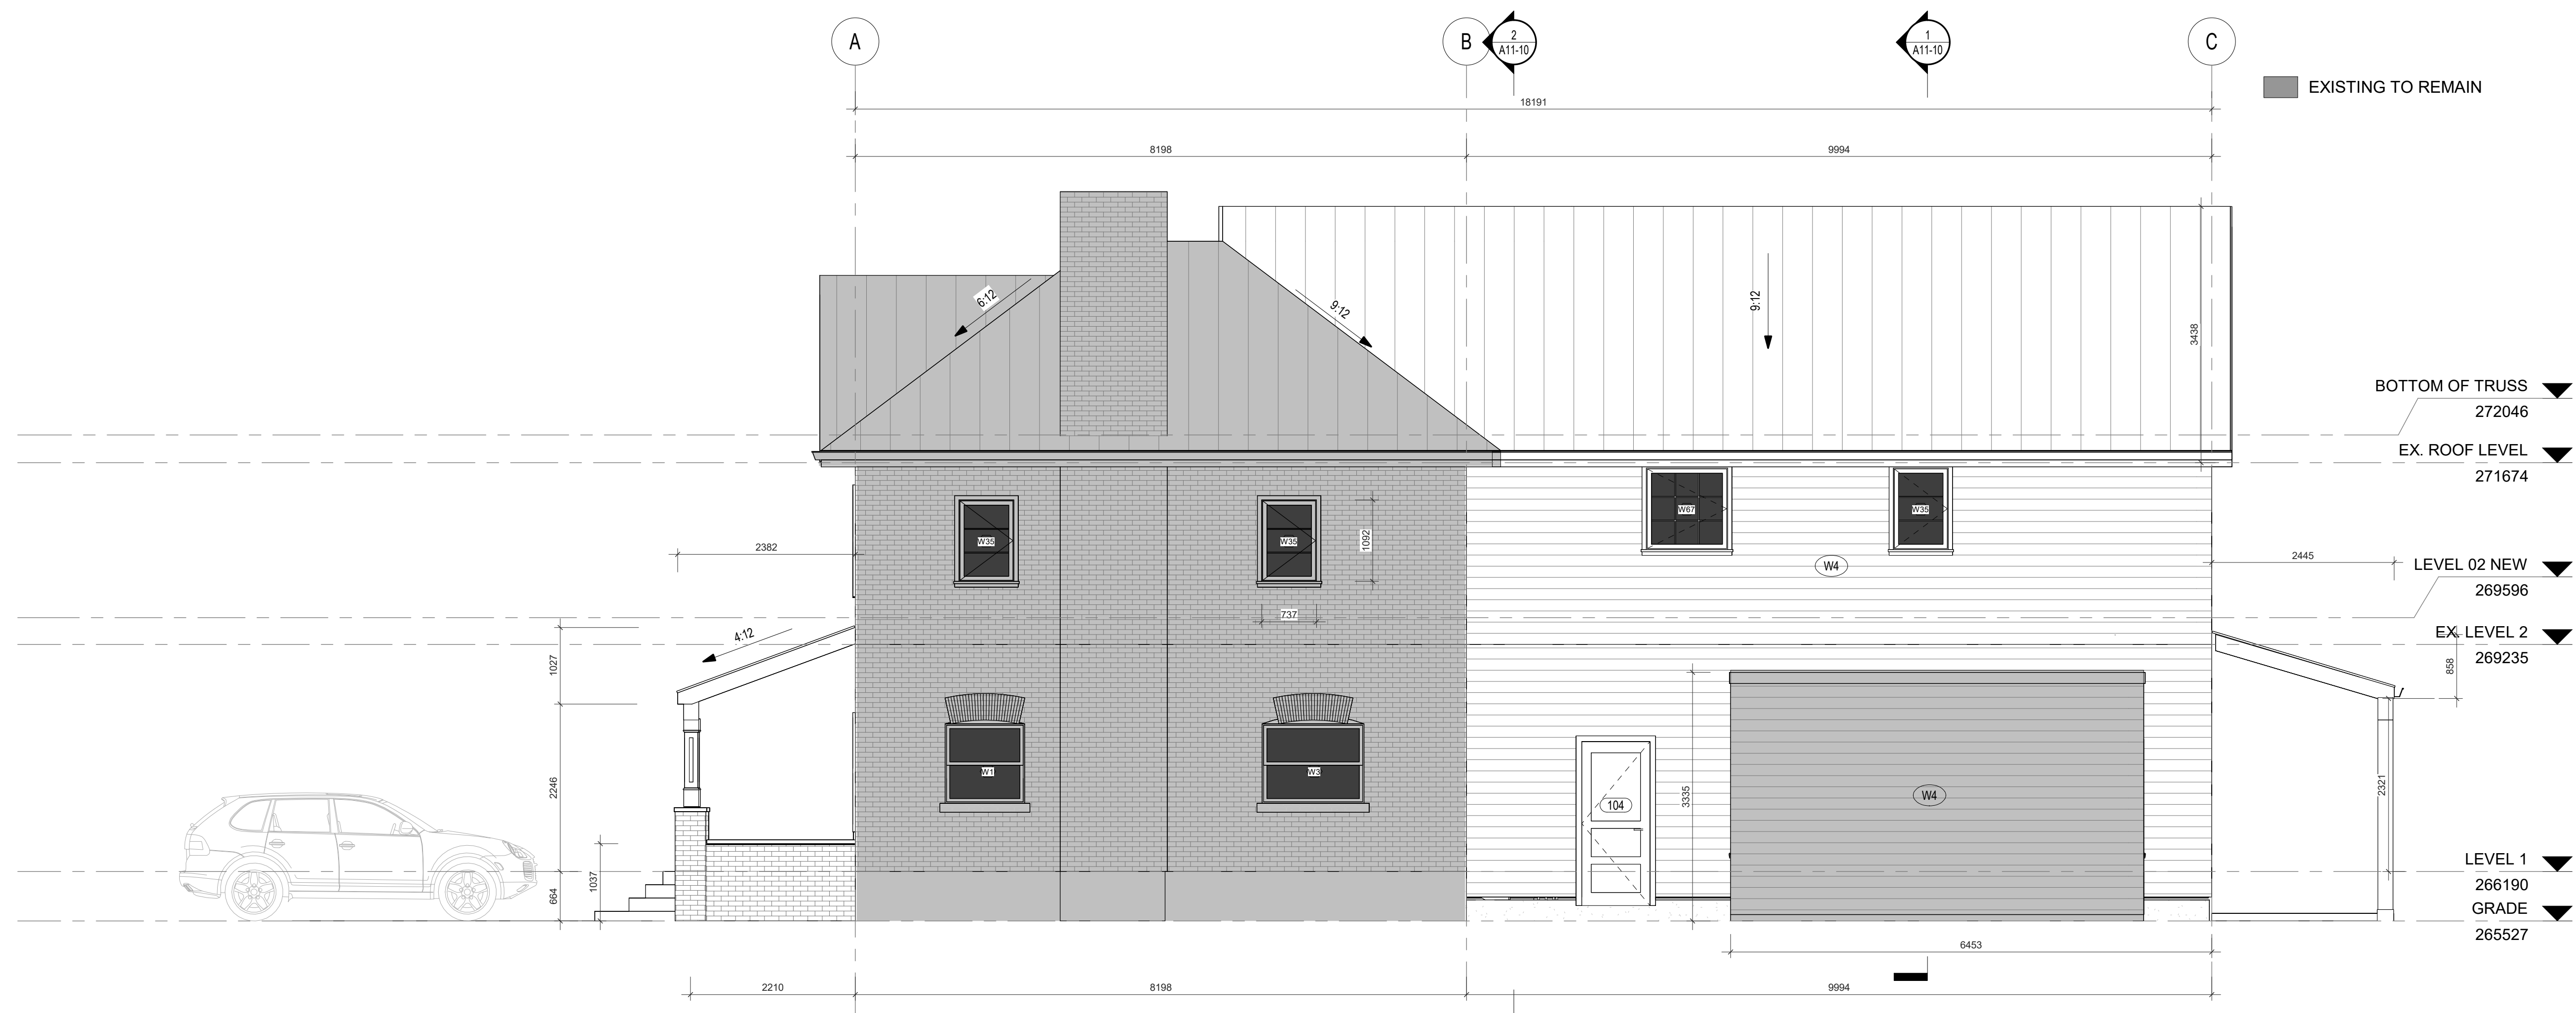 A
B
2
A11-10
1
A11-10
C
EXISTING TO REMAIN
18191
8198
9994
6:12
9:12
9:12
3438
BOTTOM OF TRUSS
272046
EX. ROOF LEVEL
271674
W35
W35
1092
W67
W35
W4
2382
2445
LEVEL 02 NEW
269596
737
4:12
1027
EX. LEVEL 2
269235
858
W1
W3
2246
3335
104
W4
2321
664
1037
LEVEL 1
266190
GRADE
265527
6453
2210
8198
9994